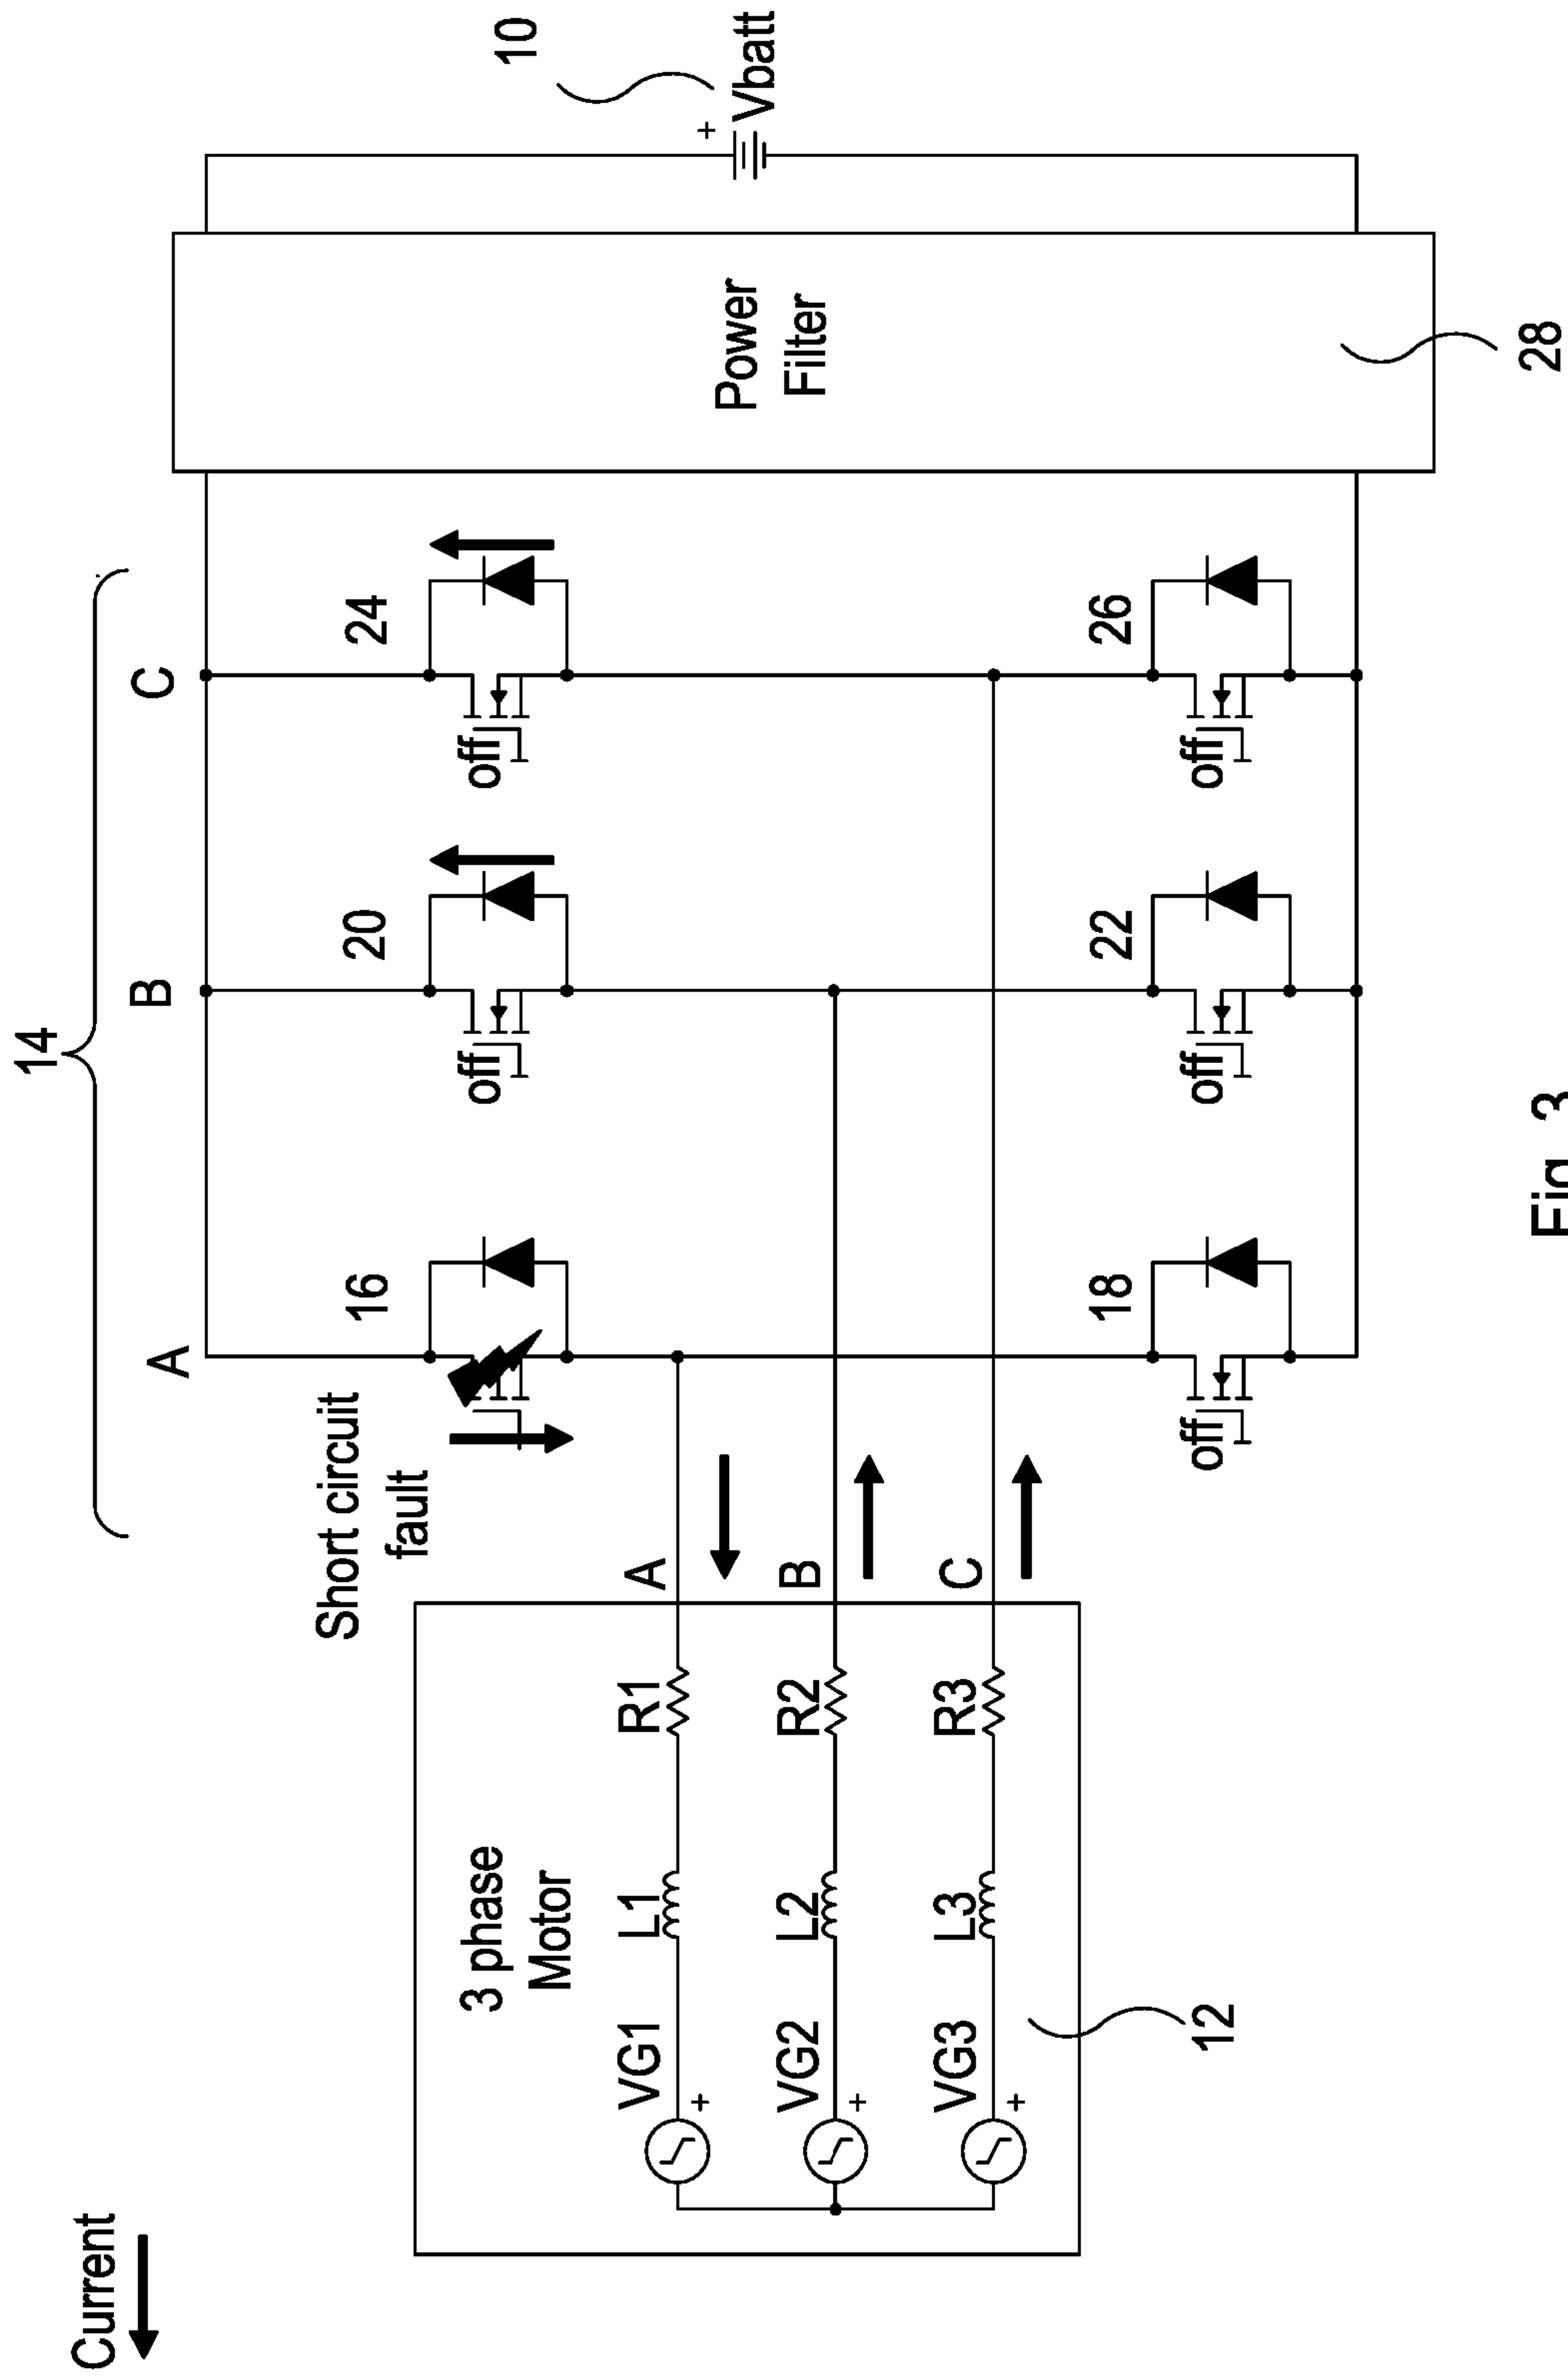 14
Current
A
B
C
Short circuit
fault
16
20
24
off
off
10
+
Vbatt
3 phase
Motor
VG1
L1
R1
A
+
VG2
L2
R2
B
+
VG3
L3
R3
C
+
Power
Filter
18
22
26
off
off
off
12
28
Fig. 3